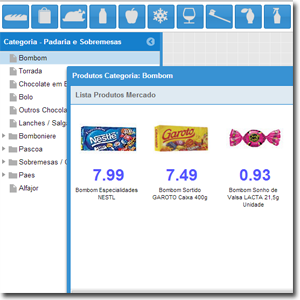 Categoria - Padaria e Sobremesas
Bombom
Torrada
Chocolate em B
Bolo
Outros Chocola
Lanches / Salga
Bomboniere
Pascoa
Sobremesas / C
Paes
Alfajor
Produtos Categoria: Bombom
Lista Produtos Mercado
Nestlé
Garoto
7.99
7.49
0.93
Bombom Especialidades
NESTL
Bombom Sortido
GAROTO Caixa 400g
Bombom Sonho de
Valsa LACTA 21,5g
Unidade